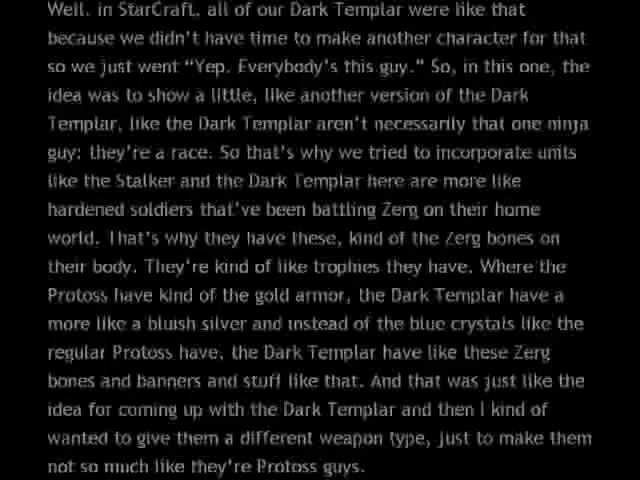 Well, in StarCraft, all of our Dark Templar were like that
because we didn't have time to make another character for that
so we just went "Yep. Everybody's this guy." So, in this one, the
idea was to show a little, like another version of the Dark
Templar, like the Dark Templar aren't necessarily that one ninja
guy; they're a race. So that's why we tried to incorporate units
like the Stalker and the Dark Templar here are more like
hardened soldiers that've been battling Zerg on their home
world. That's why they have these, kind of the Zerg bones on
their body. They're kind of like trophies they have. Where the
Protoss have kind of the gold armor, the Dark Templar have a
more like a bluish silver and instead of the blue crystals like the
regular Protoss have, the Dark Templar have like these Zerg
bones and banners and stuff like that. And that was just like the
idea for coming up with the Dark Templar and then I kind of
wanted to give them a different weapon type, just to make them
not so much like they're Protoss guys.